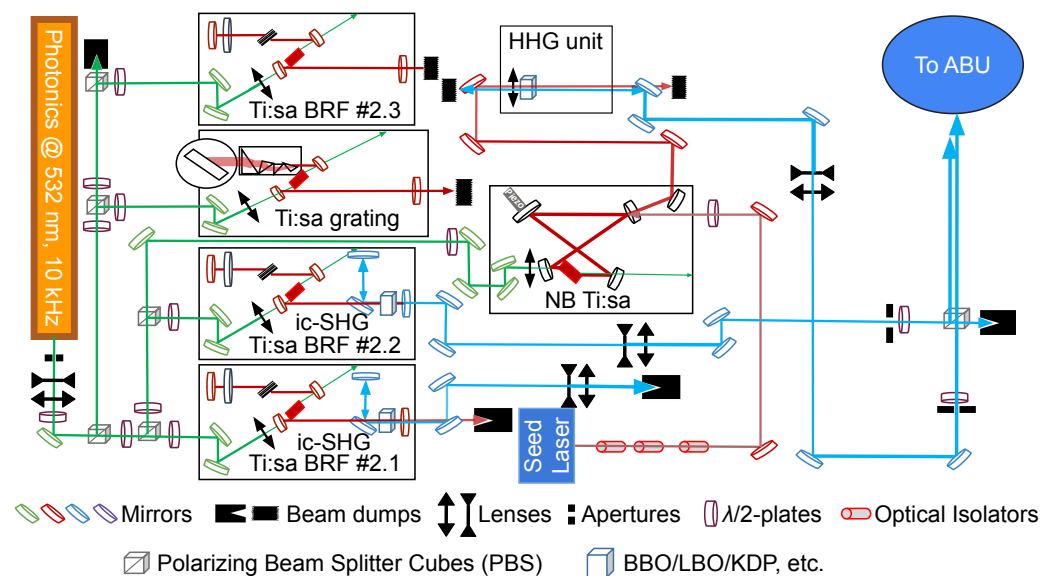 Photonics @ 532 nm, 10 kHz
Ti:sa BRF #2.3
HHG unit
To ABU
Ti:sa grating
Piezo
NB Ti:sa
ic-SHG
Ti:sa BRF #2.2
ic-SHG
Ti:sa BRF #2.1
Seed
Laser
Mirrors Beam dumps Lenses Apertures λ/2-plates Optical Isolators
Polarizing Beam Splitter Cubes (PBS) BBO/LBO/KDP, etc.